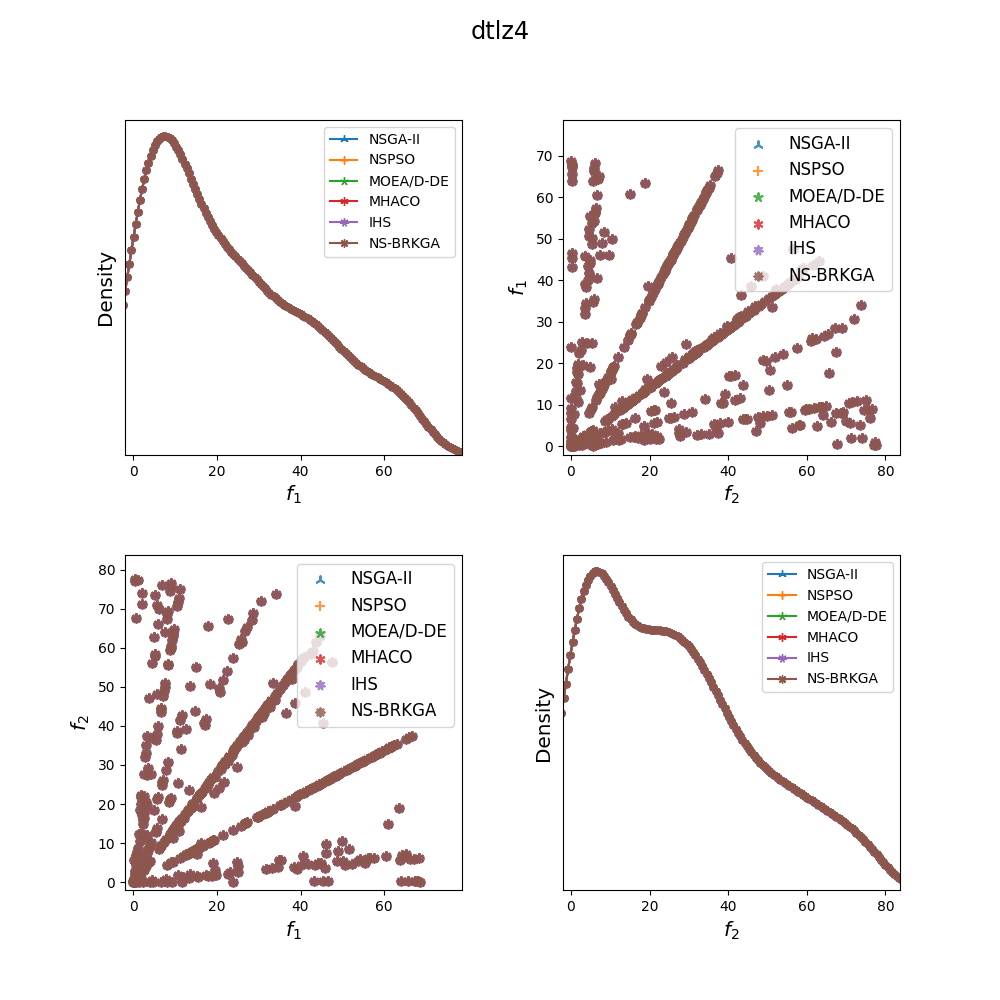 dtlz4
Density
NSGA-II
NSPSO
MOEA/D-DE
MHACO
IHS
NS-BRKGA
0 20 40 60
f₁
f₁
70
60
50
40
30
20
10
0
NSGA-II
NSPSO
MOEA/D-DE
MHACO
IHS
NS-BRKGA
0 20 40 60 80
f₂
f₂
80
70
60
50
40
30
20
10
0
NSGA-II
NSPSO
MOEA/D-DE
MHACO
IHS
NS-BRKGA
0 20 40 60
f₁
Density
NSGA-II
NSPSO
MOEA/D-DE
MHACO
IHS
NS-BRKGA
0 20 40 60 80
f₂